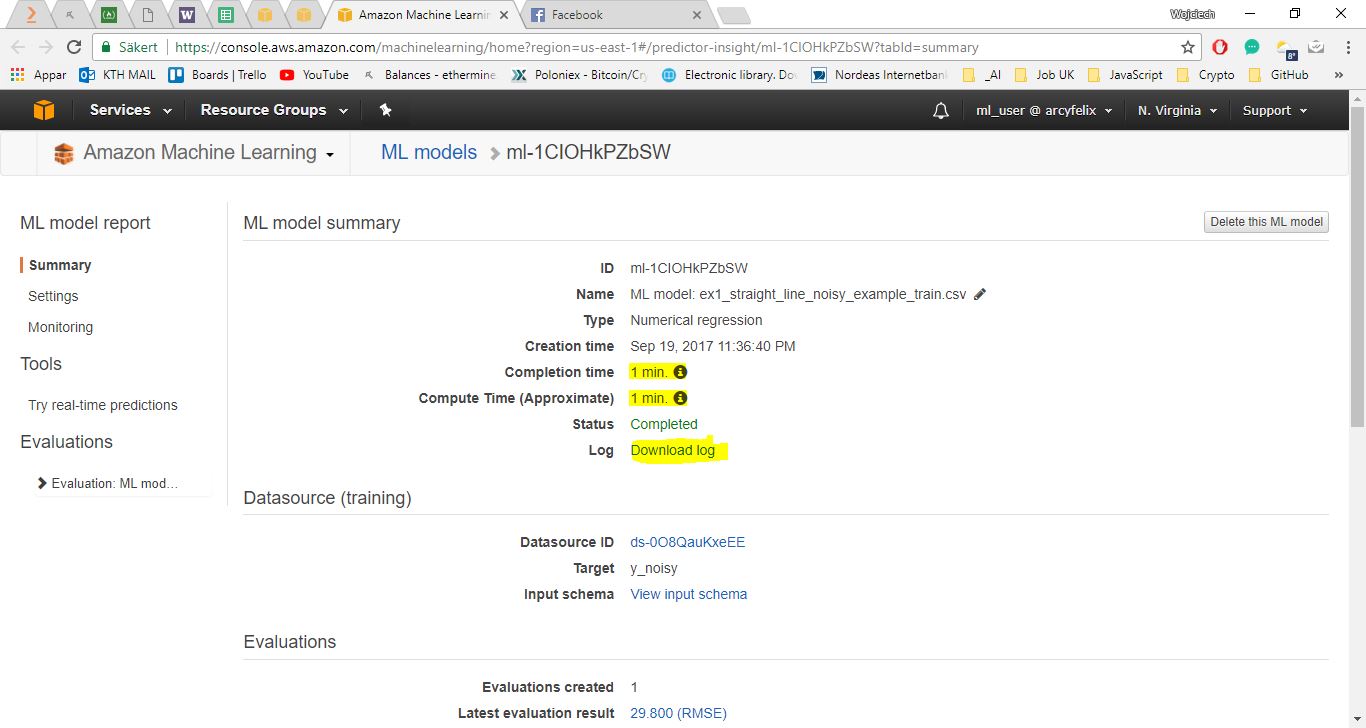 Amazon Machine Learnin
Facebook
Wojciech
Säkert
https://console.aws.amazon.com/machinelearning/home?region=us-east-1#/predictor-insight/ml-1CIOHkPZbSW?tabId=summary
Appar
KTH MAIL
Boards | Trello
YouTube
Balances - ethermine.
Poloniex - Bitcoin/Cry
Electronic library. Do
Nordeas Internetban
_AI
Job UK
JavaScript
Crypto
GitHub
»
8°
Services
Resource Groups
ml_user @ arcyfelix
N. Virginia
Support
Amazon Machine Learning
ML models
ml-1CIOHkPZbSW
ML model report
Summary
Settings
Monitoring
Tools
Try real-time predictions
Evaluations
Evaluation: ML mod…
ML model summary
Delete this ML model
ID ml-1CIOHkPZbSW
Name ML model: ex1_straight_line_noisy_example_train.csv
Type Numerical regression
Creation time Sep 19, 2017 11:36:40 PM
Completion time 1 min.
Compute Time (Approximate) 1 min.
Status Completed
Log Download log
Datasource (training)
Datasource ID ds-0O8QauKxeEE
Target y_noisy
Input schema View input schema
Evaluations
Evaluations created 1
Latest evaluation result 29.800 (RMSE)